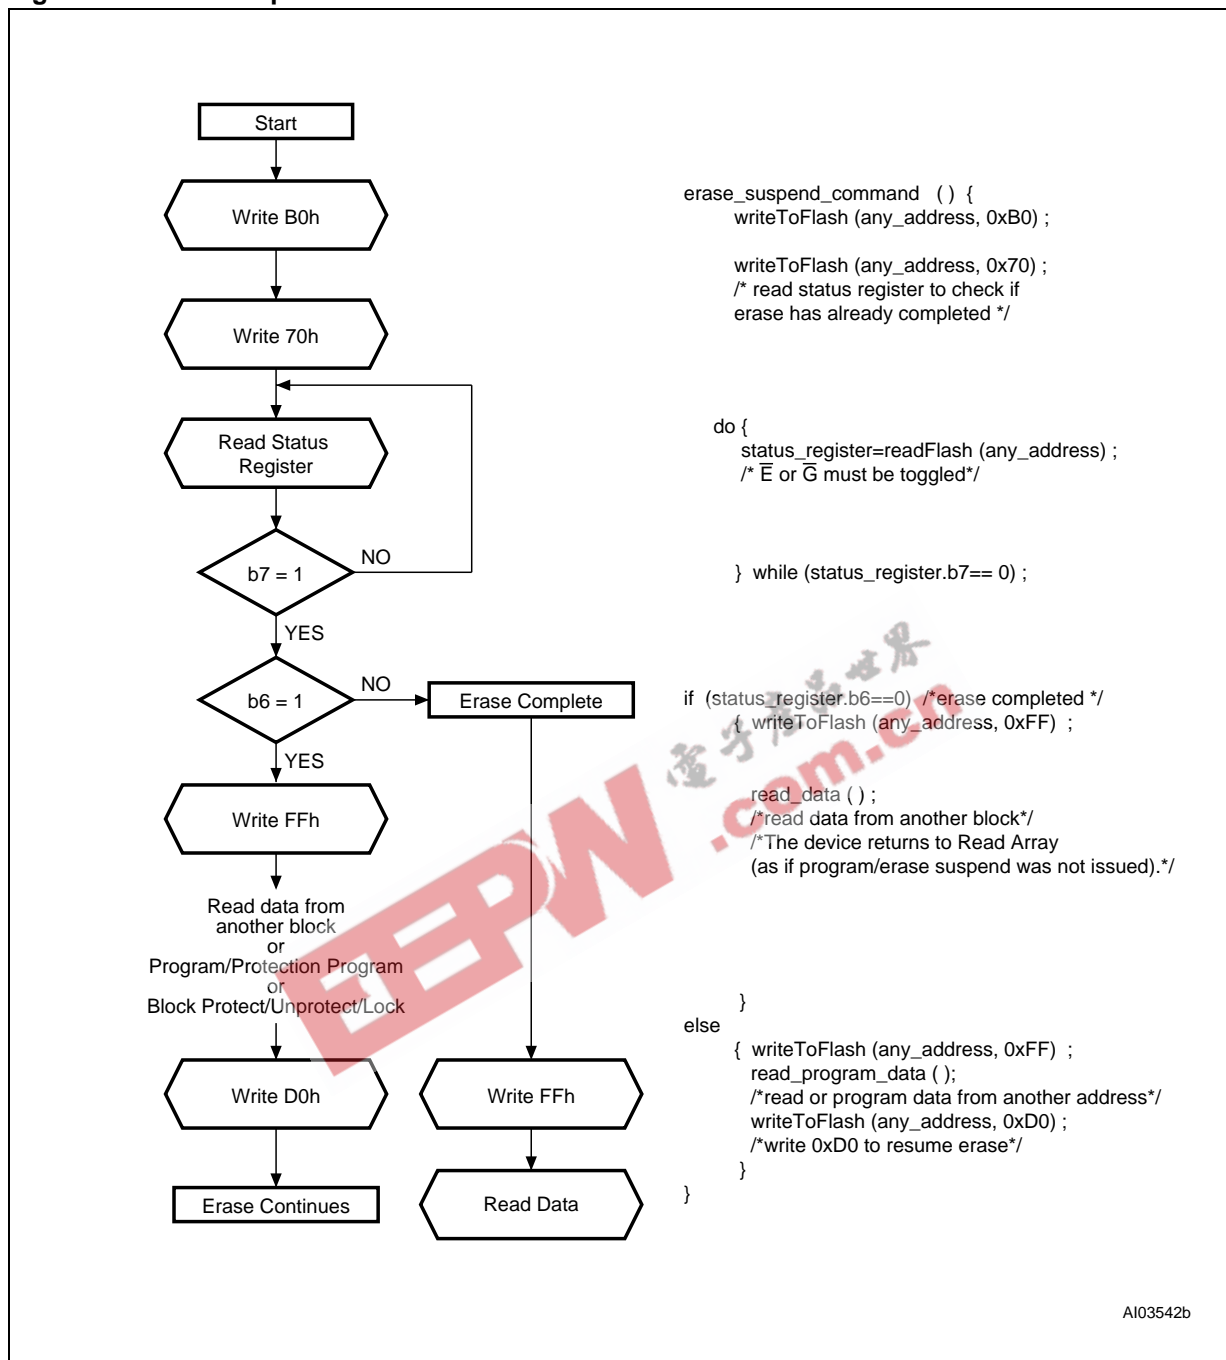 Start
Write B0h
Write 70h
Read Status
Register
b7 = 1
NO
YES
b6 = 1
NO
Erase Complete
YES
Write FFh
Read data from
another block
or
Program/Protection Program
or
Block Protect/Unprotect/Lock
Write D0h
Write FFh
Erase Continues
Read Data
erase_suspend_command ( ) {
writeToFlash (any_address, 0xB0) ;
writeToFlash (any_address, 0x70) ;
/* read status register to check if
erase has already completed */
do {
status_register=readFlash (any_address) ;
/* E̅ or G̅ must be toggled*/
} while (status_register.b7== 0) ;
if (status_register.b6==0) /*erase completed */
{ writeToFlash (any_address, 0xFF) ;
read_data ( ) ;
/*read data from another block*/
/*The device returns to Read Array
(as if program/erase suspend was not issued).*/
}
else
{ writeToFlash (any_address, 0xFF) ;
read_program_data ( );
/*read or program data from another address*/
writeToFlash (any_address, 0xD0) ;
/*write 0xD0 to resume erase*/
}
}
EEPW
電子產品世界
.com.cn
AI03542b